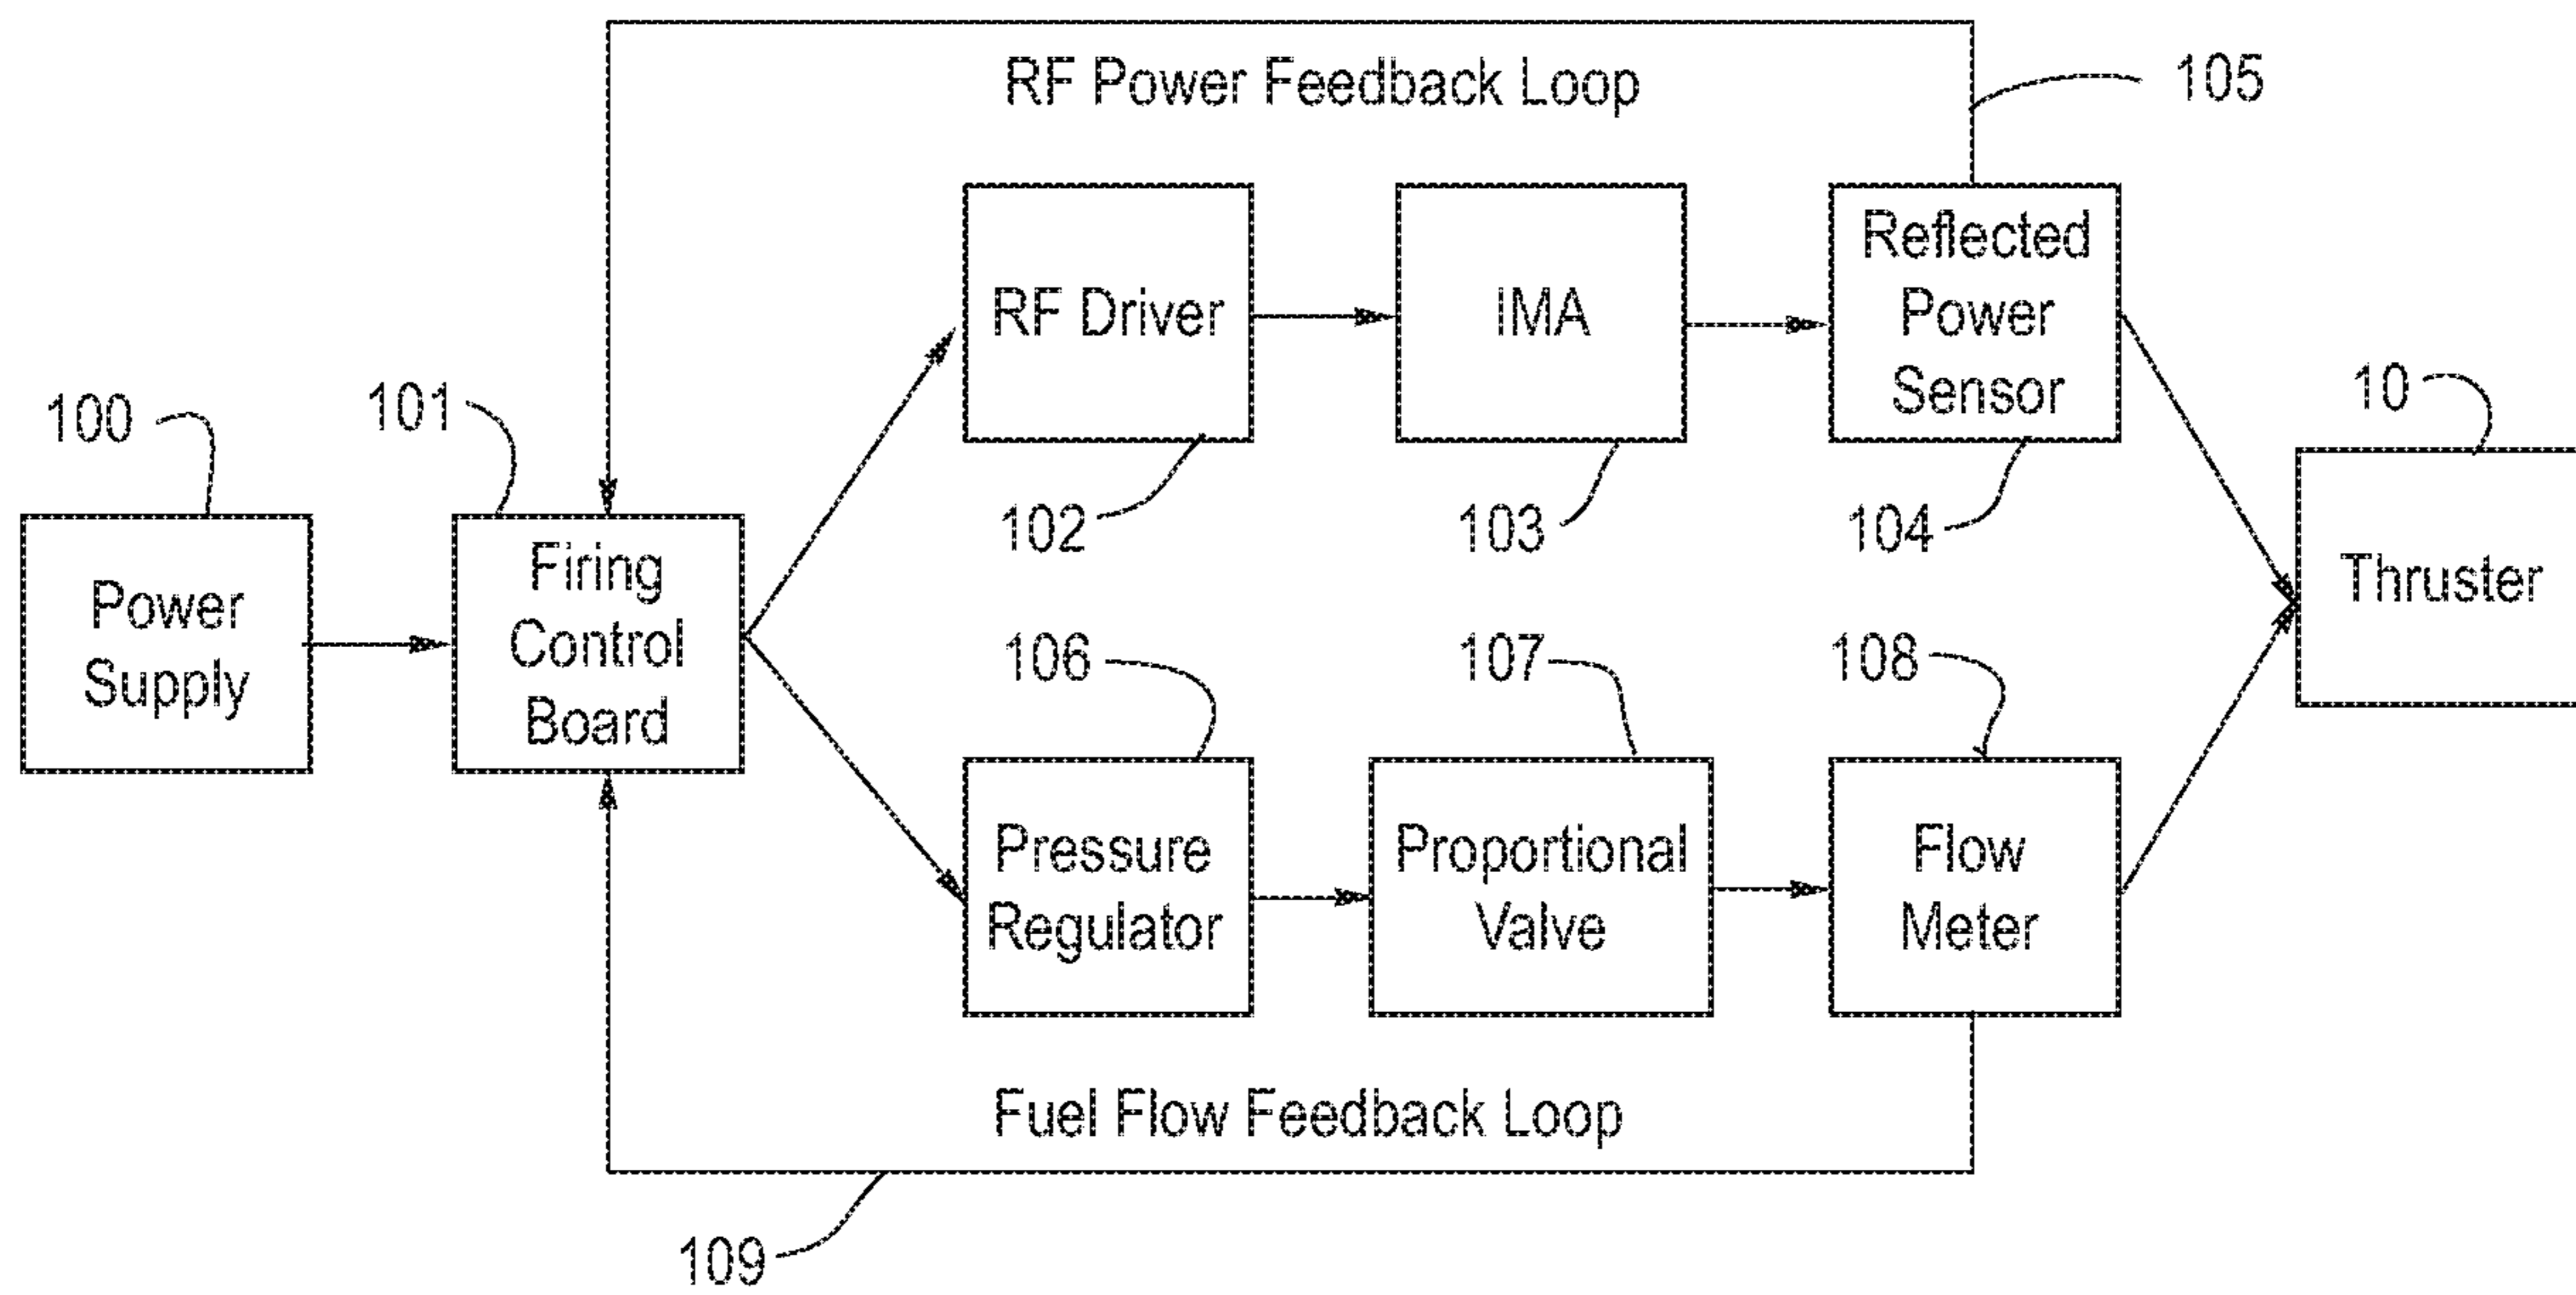 RF Power Feedback Loop
105
RF Driver
IMA
Reflected
Power
Sensor
100
101
10
102
103
104
Power
Supply
Firing
Control
Board
Thruster
106
107
108
Pressure
Regulator
Proportional
Valve
Flow
Meter
Fuel Flow Feedback Loop
109